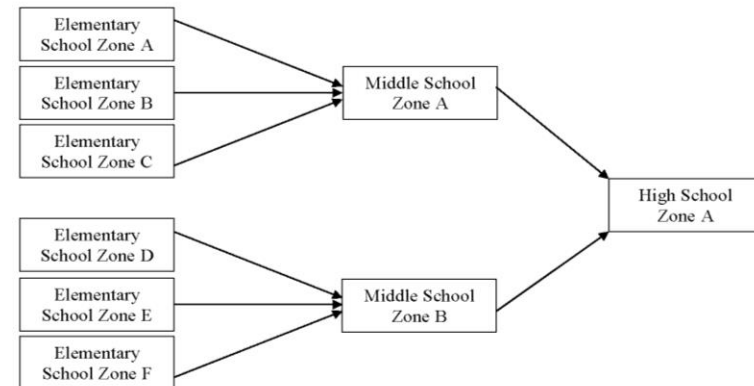 Elementary
School Zone A
Elementary
School Zone B
Elementary
School Zone C
Middle School
Zone A
High School
Zone A
Elementary
School Zone D
Elementary
School Zone E
Elementary
School Zone F
Middle School
Zone B